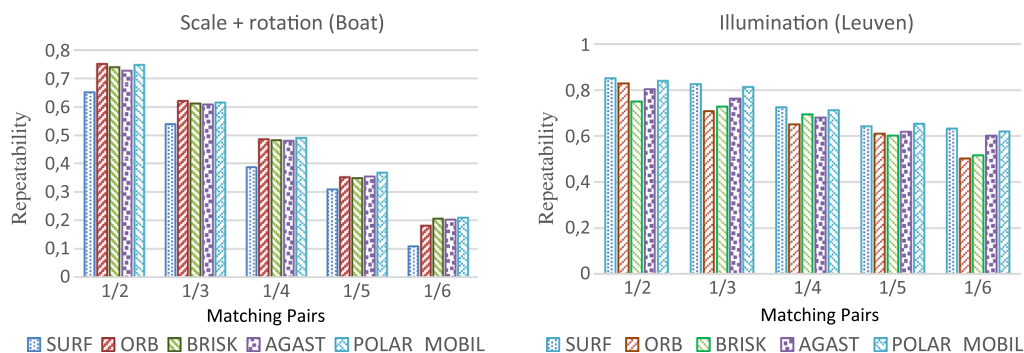 Scale + rotation (Boat)
0,8
0,7
0,6
0,5
0,4
0,3
0,2
0,1
0
Repeatability
1/2 1/3 1/4 1/5 1/6
Matching Pairs
SURF ORB BRISK AGAST POLAR MOBIL
Illumination (Leuven)
1
0,8
0,6
0,4
0,2
0
Repeatability
1/2 1/3 1/4 1/5 1/6
Matching Pairs
SURF ORB BRISK AGAST POLAR MOBIL